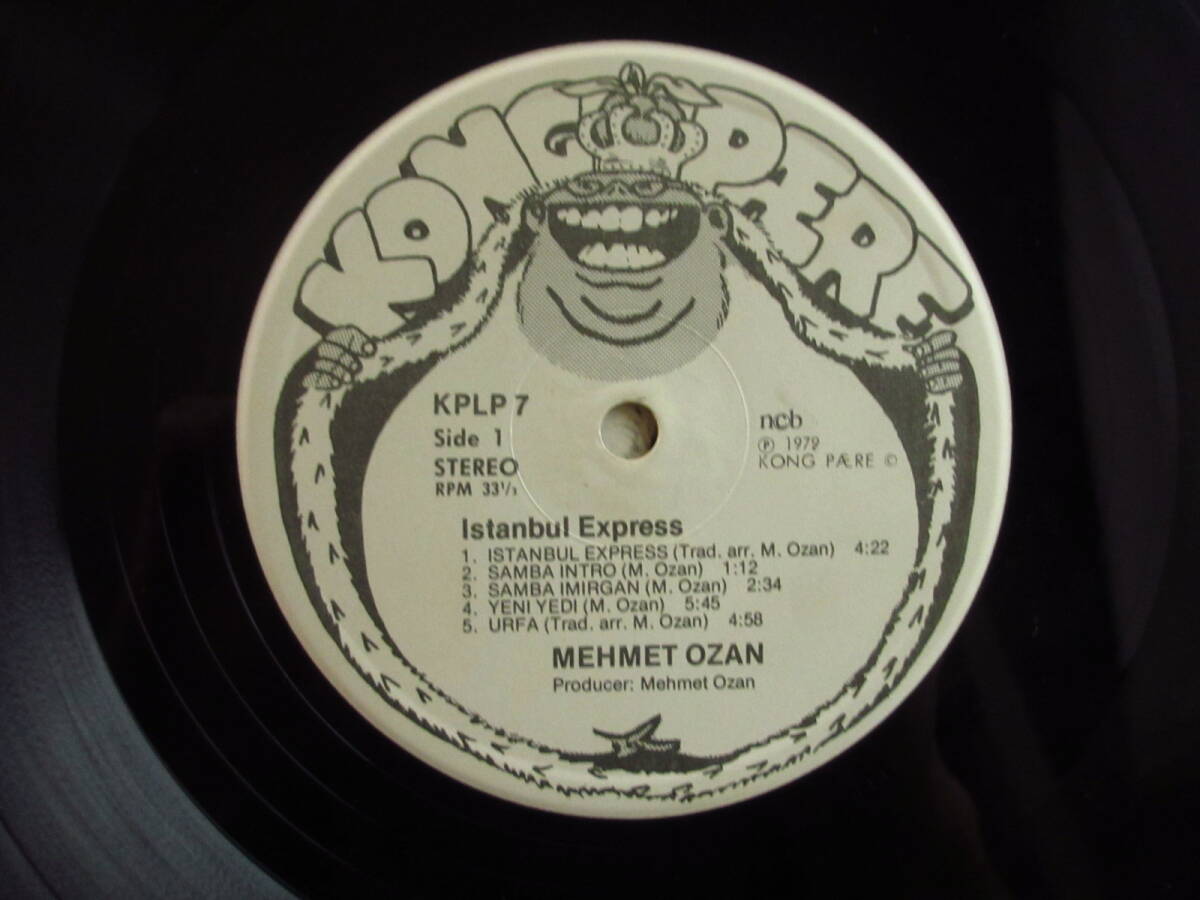 KONG PÆRE
KPLP 7
Side 1
STEREO
RPM 33⅓
ncb
℗ 1979
KONG PÆRE ©
Istanbul Express
1. ISTANBUL EXPRESS (Trad. arr. M. Ozan) 4:22
2. SAMBA INTRO (M. Ozan) 1:12
3. SAMBA IMIRGAN (M. Ozan) 2:34
4. YENI YEDI (M. Ozan) 5:45
5. URFA (Trad. arr. M. Ozan) 4:58
MEHMET OZAN
Producer: Mehmet Ozan